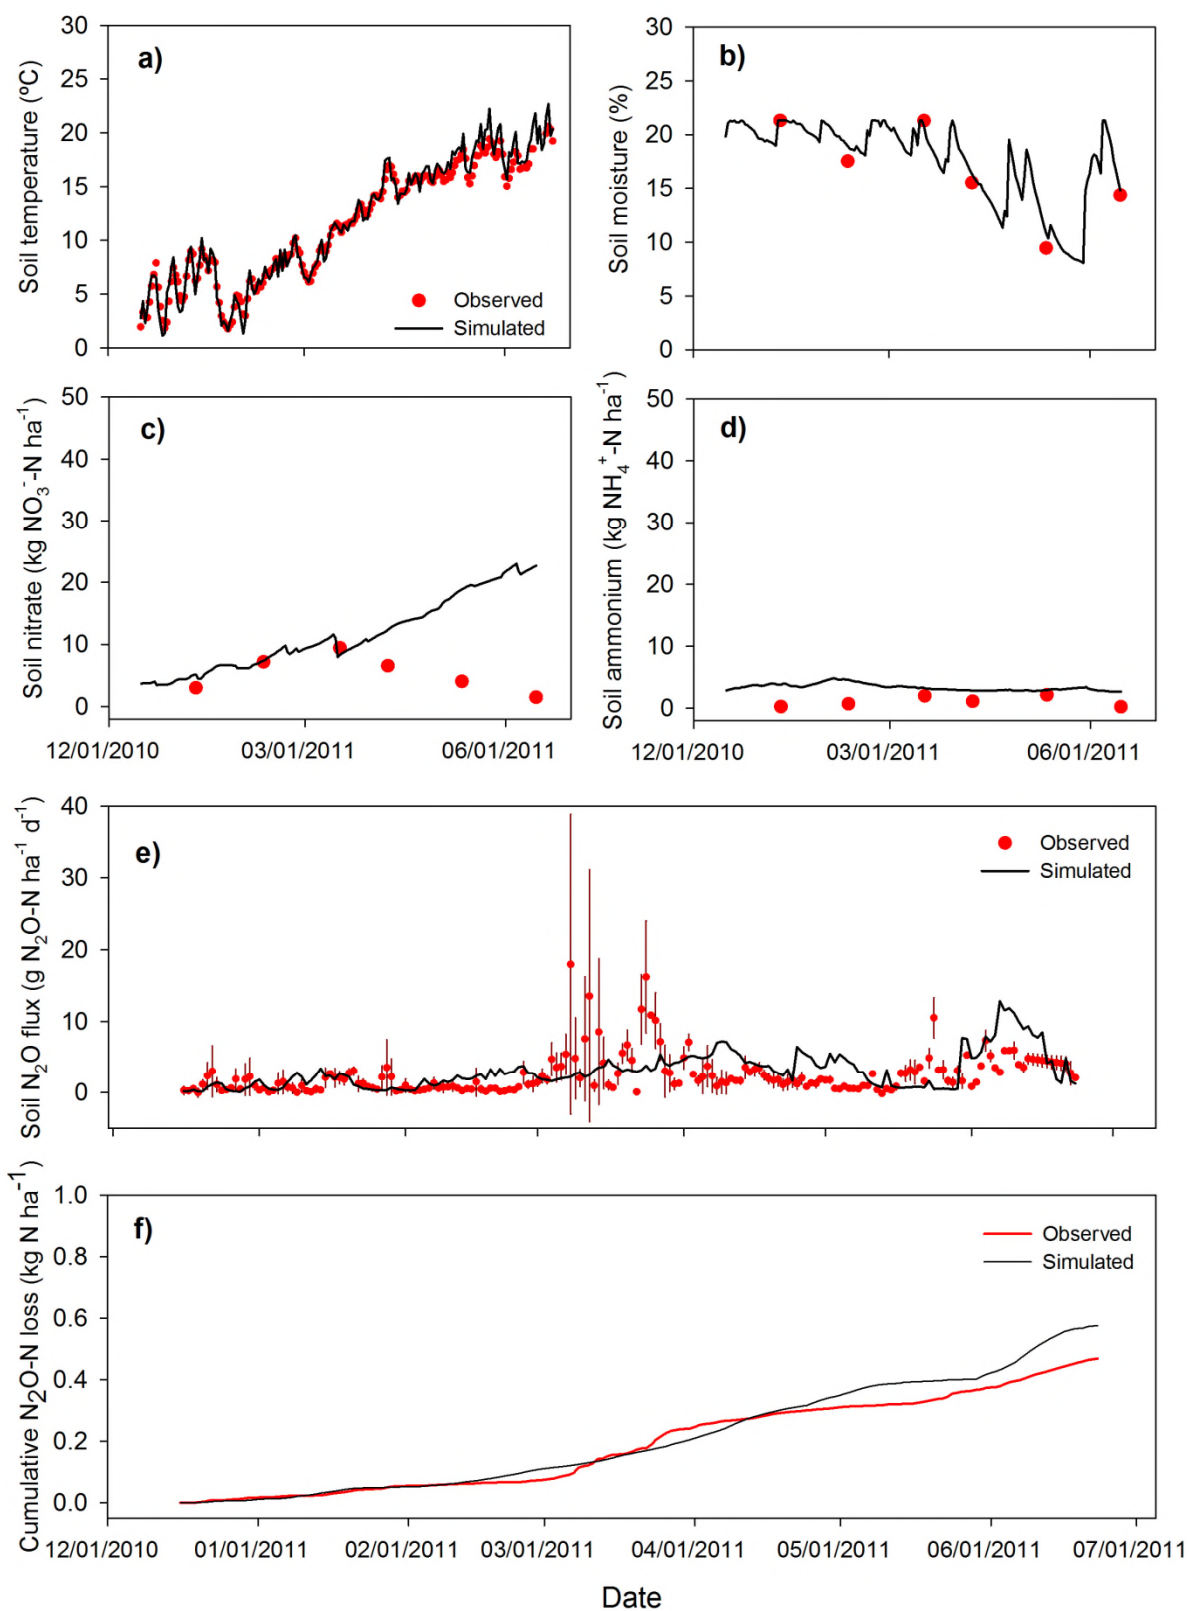 a)
Soil temperature (ºC)
30
25
20
15
10
5
0
Observed
Simulated
b)
Soil moisture (%)
30
25
20
15
10
5
0
c)
Soil nitrate (kg NO₃⁻-N ha⁻¹)
50
40
30
20
10
0
12/01/2010 03/01/2011 06/01/2011
d)
Soil ammonium (kg NH₄⁺-N ha⁻¹)
50
40
30
20
10
0
12/01/2010 03/01/2011 06/01/2011
e)
Soil N₂O flux (g N₂O-N ha⁻¹ d⁻¹)
40
30
20
10
0
Observed
Simulated
f)
Cumulative N₂O-N loss (kg N ha⁻¹)
1.0
0.8
0.6
0.4
0.2
0.0
Observed
Simulated
12/01/2010 01/01/2011 02/01/2011 03/01/2011 04/01/2011 05/01/2011 06/01/2011 07/01/2011
Date